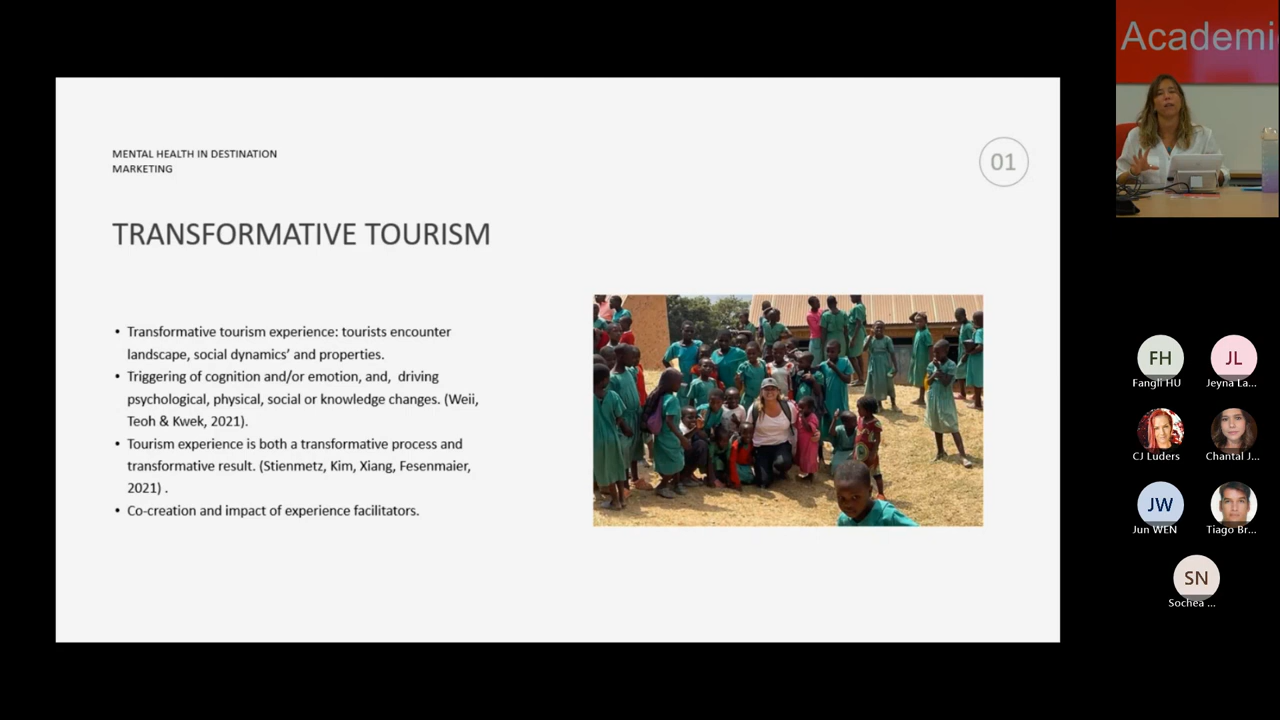 Academi
MENTAL HEALTH IN DESTINATION
MARKETING
01
TRANSFORMATIVE TOURISM
• Transformative tourism experience: tourists encounter
landscape, social dynamics’ and properties.
• Triggering of cognition and/or emotion, and, driving
psychological, physical, social or knowledge changes. (Weii,
Teoh & Kwek, 2021).
• Tourism experience is both a transformative process and
transformative result. (Stienmetz, Kim, Xiang, Fesenmaier,
2021) .
• Co-creation and impact of experience facilitators.
FH
Fangli HU
JL
Jeyna La...
CJ Luders
Chantal J...
JW
Jun WEN
Tiago Br...
SN
Sochea ...